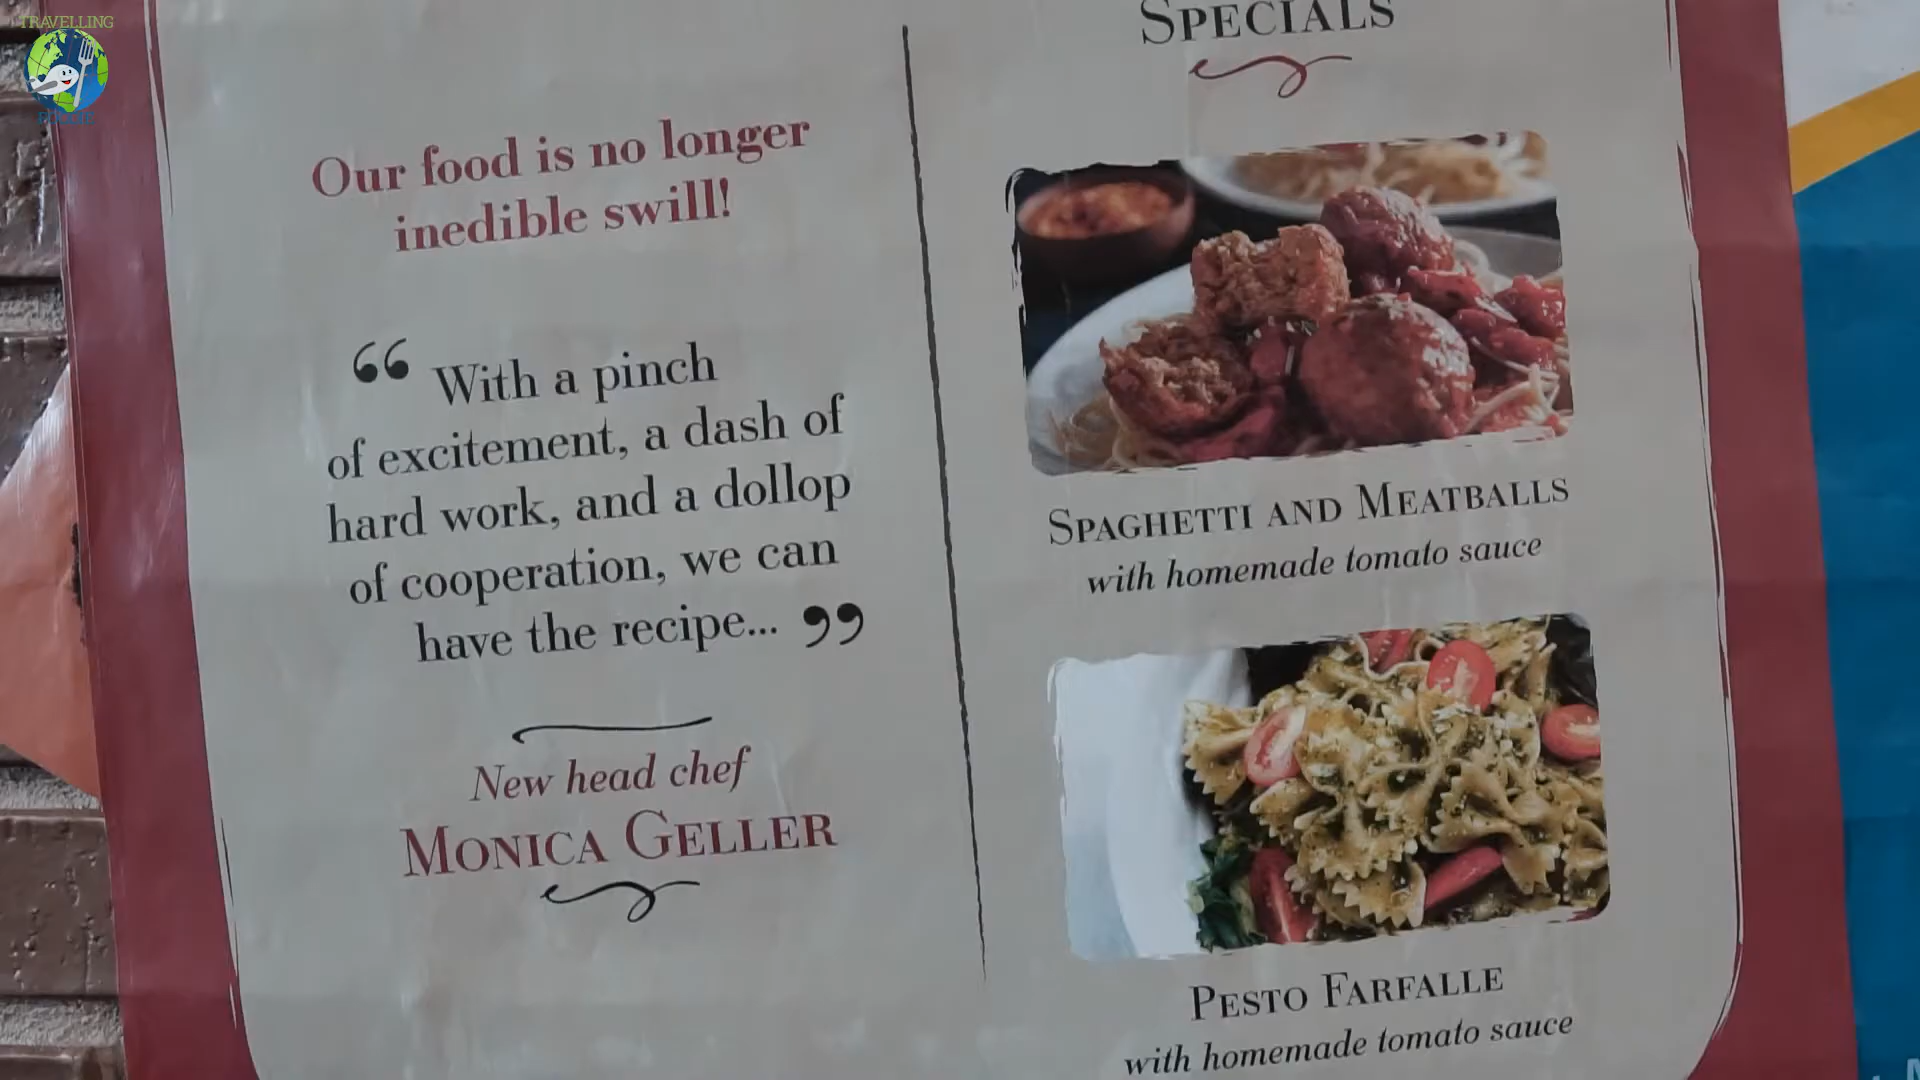 TRAVELLING
FOODIE
Our food is no longer
inedible swill!
“ With a pinch
of excitement, a dash of
hard work, and a dollop
of cooperation, we can
have the recipe... ”
New head chef
MONICA GELLER
SPECIALS
SPAGHETTI AND MEATBALLS
with homemade tomato sauce
PESTO FARFALLE
with homemade tomato sauce